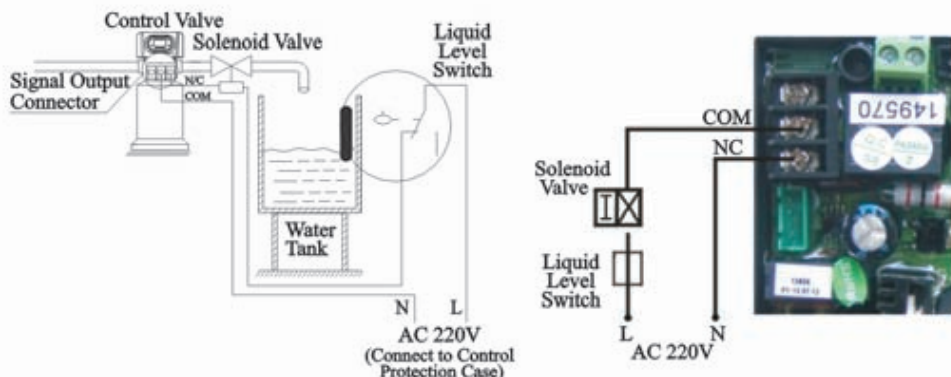 Control Valve
Solenoid Valve
Liquid
Level
Switch
Signal Output
Connector
N/C
COM
Water
Tank
N
L
AC 220V
(Connect to Control
Protection Case)
COM
NC
Solenoid
Valve
Liquid
Level
Switch
L
N
AC 220V
149570